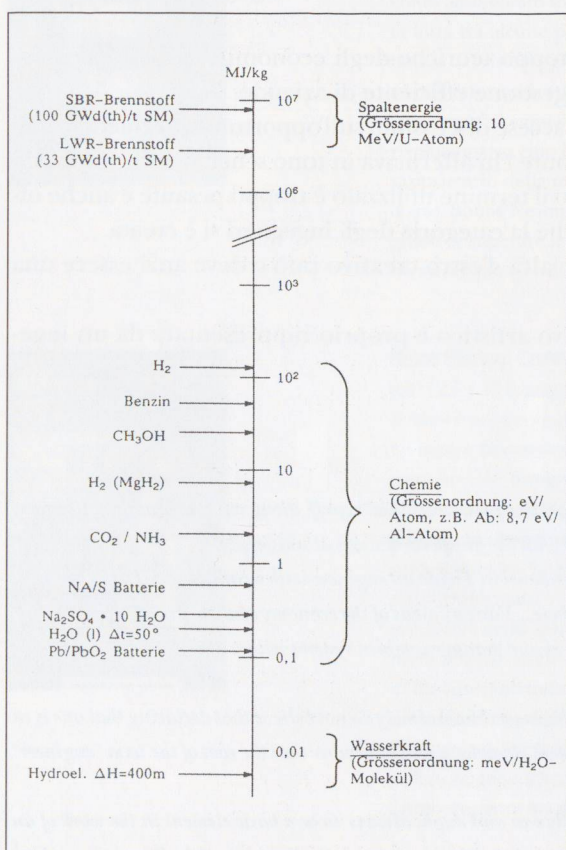 MJ/kg
SBR-Brennstoff
(100 GWd(th)/t SM)
10⁷
Spaltenergie
(Grössenordnung: 10
MeV/U-Atom)
LWR-Brennstoff
(33 GWd(th)/t SM)
10⁶
10³
H₂
10²
Benzin
CH₃OH
10
H₂ (MgH₂)
Chemie
(Grössenordnung: eV/
Atom, z.B. Ab: 8,7 eV/
Al-Atom)
CO₂ / NH₃
1
NA/S Batterie
Na₂SO₄ • 10 H₂O
H₂O (l) Δt=50°
Pb/PbO₂ Batterie
0,1
0,01
Wasserkraft
(Grössenordnung: meV/H₂O-
Molekül)
Hydroel. ΔH=400m